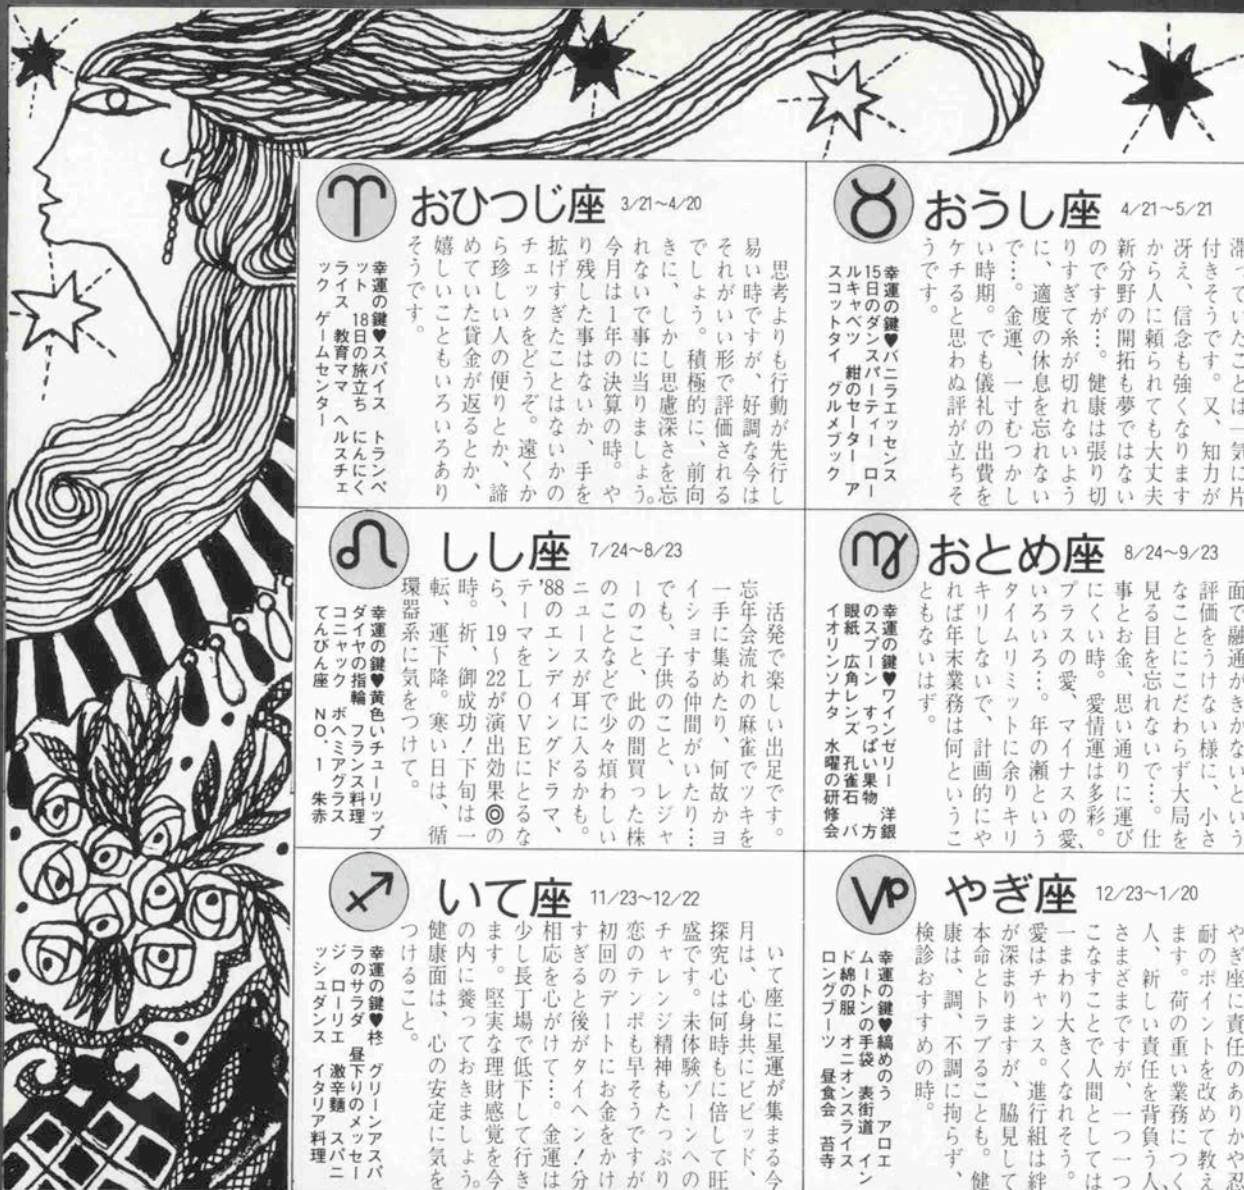 おひつじ座 3/21~4/20
思考よりも行動が先行し
易い時ですが、好調な今は
それがいい形で評価される
でしょう。積極的に、前向
きに、しかし思慮深さを忘
れないで事に当りましょう。
今月は1年の決算の時。や
り残した事はないか、手を
拡げすぎたことはないかの
チェックをどうぞ。遠くか
ら珍しい人の便りとか、諦
めていた貸金が返るとか、
嬉しいこともいろいろあり
そうです。
幸運の鍵♥スパイス トランペ
ット 18日の旅立ち にんにく
ライス 教育ママ ヘルスチェ
ック ゲームセンター
おうし座 4/21~5/21
滞っていたことは一気に片
付きそうです。又、知力が
冴え、信念も強くなります
から人に頼られても大丈夫
新分野の開拓も夢ではない
のですが…。健康は張り切
りすぎて糸が切れないよう
に、適度の休息を忘れない
で…。金運、一寸むつかし
い時期。でも儀礼の出費を
ケチると思わぬ評が立ちそ
うです。
幸運の鍵♥バニラエッセンス
15日のダンスパーティー ロー
ルキャベツ 紺のセーター ア
スコットタイ グルメブック
しし座 7/24~8/23
活発で楽しい出足です。
忘年会流れの麻雀でツキを
一手に集めたり、何故かヨ
イショする仲間がいたり…
でも、子供のこと、レジャ
ーのこと、此の間買った株
のことなどで少々煩わしい
ニュースが耳に入るかも。
'88のエンディングドラマ、
テーマをLOVEにとるな
ら、19~22が演出効果◎の
時。祈、御成功!下旬は一
転、運下降。寒い日は、循
環器系に気をつけて。
幸運の鍵♥黄色いチューリップ
ダイヤの指輪 フランス料理
コニャック ボヘミアグラス
てんびん座 NO.1 朱赤
おとめ座 8/24~9/23
面で融通がきかないという
評価をうけない様に、小さ
なことにこだわらず大局を
見る目を忘れないで…。仕
事とお金、思い通りに運び
にくい時。愛情運は多彩。
プラスの愛、マイナスの愛、
いろいろ…。年の瀬という
タイムリミットに余りキリ
キリしないで、計画的にや
れば年末業務は何というこ
ともないはず。
幸運の鍵♥ワインゼリー 洋銀
のスプーン すっぱい果物 方
眼紙 広角レンズ 孔雀石 バ
イオリンソナタ 水曜の研修会
いて座 11/23~12/22
いて座に星運が集まる今
月は、心身共にビビッド、
探究心は何時もに倍して旺
盛です。未体験ゾーンへの
チャレンジ精神もたっぷり
恋のテンポも早そうですが
初回のデートにお金をかけ
すぎると後がタイヘン!分
相応を心がけて…。金運は
少し長丁場で低下して行き
ます。堅実な理財感覚を今
の内に養っておきましょう。
健康面は、心の安定に気を
つけること。
幸運の鍵♥柊 グリーンアスパ
ラのサラダ 昼下りのメッセー
ジ ローリエ 激辛麺 スパニ
ッシュダンス イタリア料理
やぎ座 12/23~1/20
やぎ座に責任のありかや忍
耐のポイントを改めて教え
ます。荷の重い業務につく
人、新しい責任を背負う人、
さまざまですが、一つ一つ
こなすことで人間としては
一まわり大きくなれそう。
愛はチャンス。進行組は絆
が深まりますが、脇見して
本命とトラブることも。健
康は、調、不調に拘らず、
検診おすすめの時。
幸運の鍵♥縞めのう アロエ
ムートンの手袋 表街道 イン
ド綿の服 オニオンスライス
ロングブーツ 昼食会 苔寺